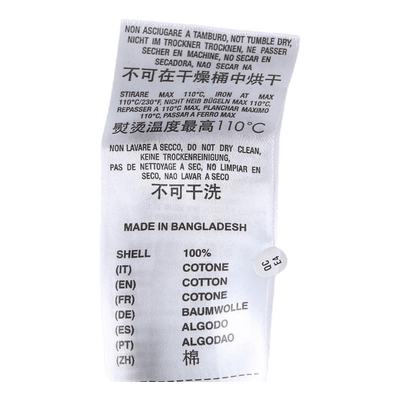 NON ASCIUGARE A TAMBURO, NOT TUMBLE DRY,
NICHT IM TROCKNER TROCKNEN, NE PASSER
SECHER EN MACHINE, NO SECAR EN
SECADORA, NAO SECAR NA
不可在干燥桶中烘干
STIRARE MAX 110°C, IRON AT MAX
110°C/230°F, NICHT HEIß BÜGELN MAX 110°C,
REPASSER A 110°C MAX, PLANCHAR MAXIMO
110°C, PASSAR A FERRO MAX
熨烫温度最高110°C
NON LAVARE A SECCO, DO NOT DRY CLEAN,
KEINE TROCKENREINIGUNG,
PAS DE NETTOYAGE A SEC, NO LIMPIAR EN
SECO, NAO LAVAR A SECO
不可干洗
MADE IN BANGLADESH
SHELL 100%
(IT) COTONE
(EN) COTTON
(FR) COTONE
(DE) BAUMWOLLE
(ES) ALGODO
(PT) ALGODAO
(ZH) 棉